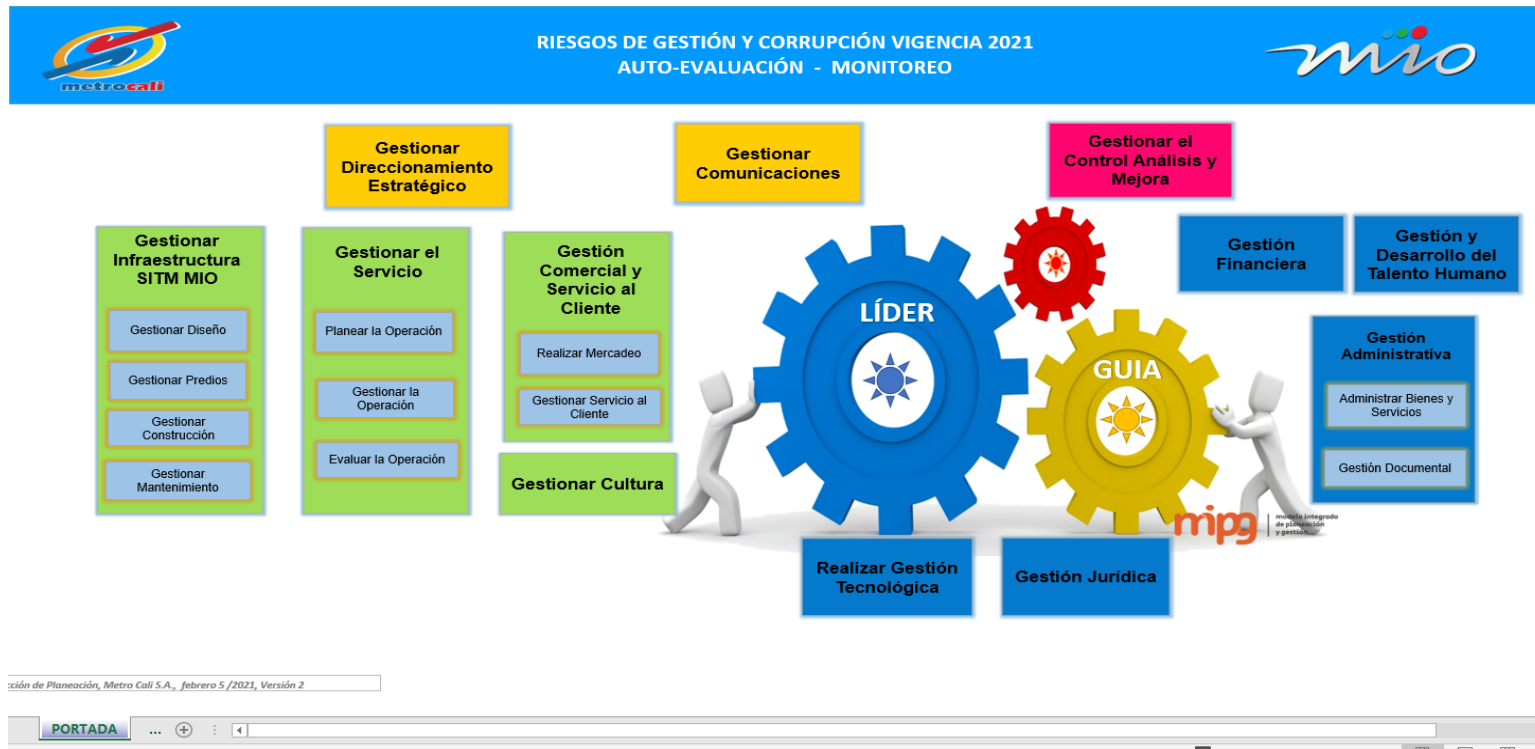 metrocali
RIESGOS DE GESTIÓN Y CORRUPCIÓN VIGENCIA 2021
AUTO-EVALUACIÓN - MONITOREO
mio
Gestionar
Direccionamiento
Estratégico
Gestionar
Comunicaciones
Gestionar el
Control Análisis y
Mejora
Gestionar
Infraestructura
SITM MIO
Gestionar Diseño
Gestionar Predios
Gestionar
Construcción
Gestionar
Mantenimiento
Gestionar el
Servicio
Planear la Operación
Gestionar la
Operación
Evaluar la Operación
Gestión
Comercial y
Servicio al
Cliente
Realizar Mercadeo
Gestionar Servicio al
Cliente
Gestionar Cultura
LÍDER
GUIA
Gestión
Financiera
Gestión y
Desarrollo del
Talento Humano
Gestión
Administrativa
Administrar Bienes y
Servicios
Gestión Documental
mipg
modelo integrado
de planeación
y gestión
Realizar Gestión
Tecnológica
Gestión Jurídica
cción de Planeación, Metro Cali S.A., febrero 5 /2021, Versión 2
PORTADA
...